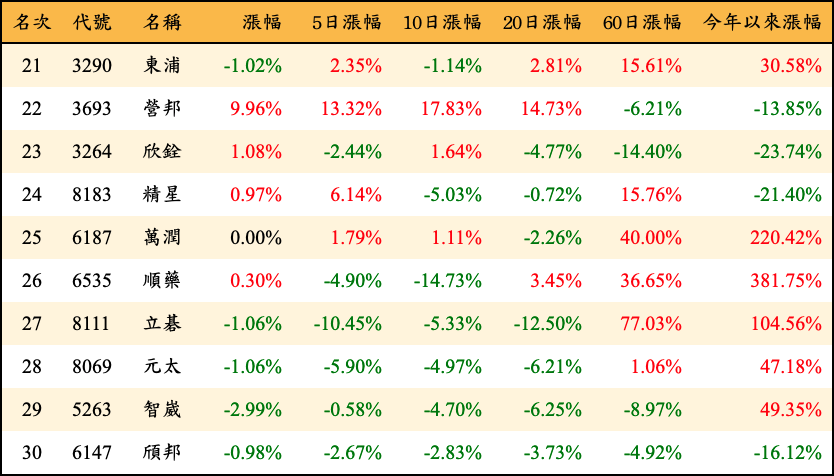 名次 代號 名稱 漲幅 5日漲幅 10日漲幅 20日漲幅 60日漲幅 今年以來漲幅
21 3290 東浦 -1.02% 2.35% -1.14% 2.81% 15.61% 30.58%
22 3693 營邦 9.96% 13.32% 17.83% 14.73% -6.21% -13.85%
23 3264 欣銓 1.08% -2.44% 1.64% -4.77% -14.40% -23.74%
24 8183 精星 0.97% 6.14% -5.03% -0.72% 15.76% -21.40%
25 6187 萬潤 0.00% 1.79% 1.11% -2.26% 40.00% 220.42%
26 6535 順藥 0.30% -4.90% -14.73% 3.45% 36.65% 381.75%
27 8111 立碁 -1.06% -10.45% -5.33% -12.50% 77.03% 104.56%
28 8069 元太 -1.06% -5.90% -4.97% -6.21% 1.06% 47.18%
29 5263 智崴 -2.99% -0.58% -4.70% -6.25% -8.97% 49.35%
30 6147 頎邦 -0.98% -2.67% -2.83% -3.73% -4.92% -16.12%